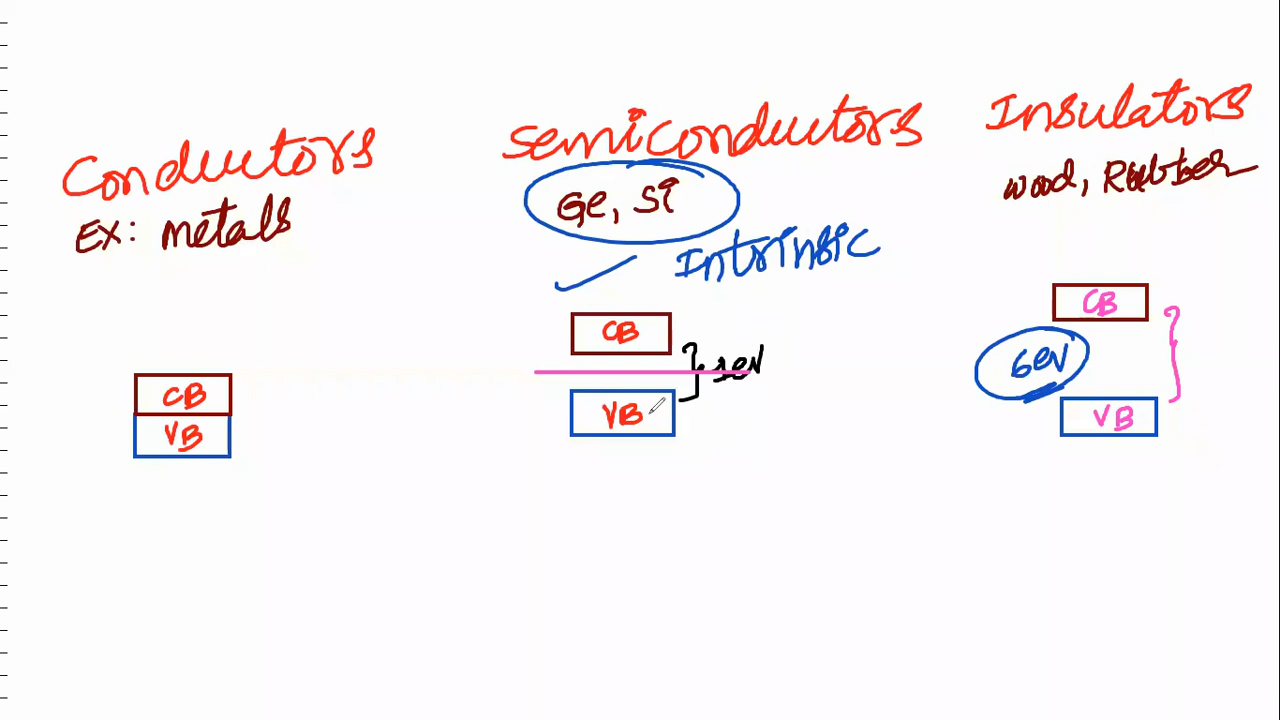 Conductors
Ex: metals
CB
VB
semiconductors
Ge, Si
Intrinsic
CB
VB
Insulators
wood, Rubber
CB
6eV
VB